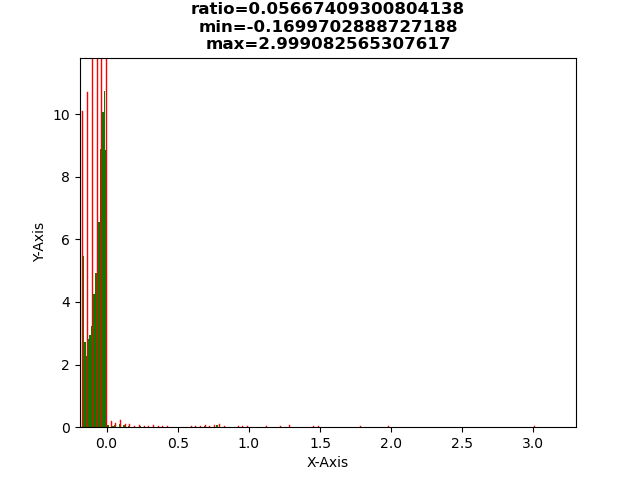 ratio=0.05667409300804138
min=-0.1699702888727188
max=2.999082565307617
10
8
6
4
2
0
Y-Axis
0.0 0.5 1.0 1.5 2.0 2.5 3.0
X-Axis